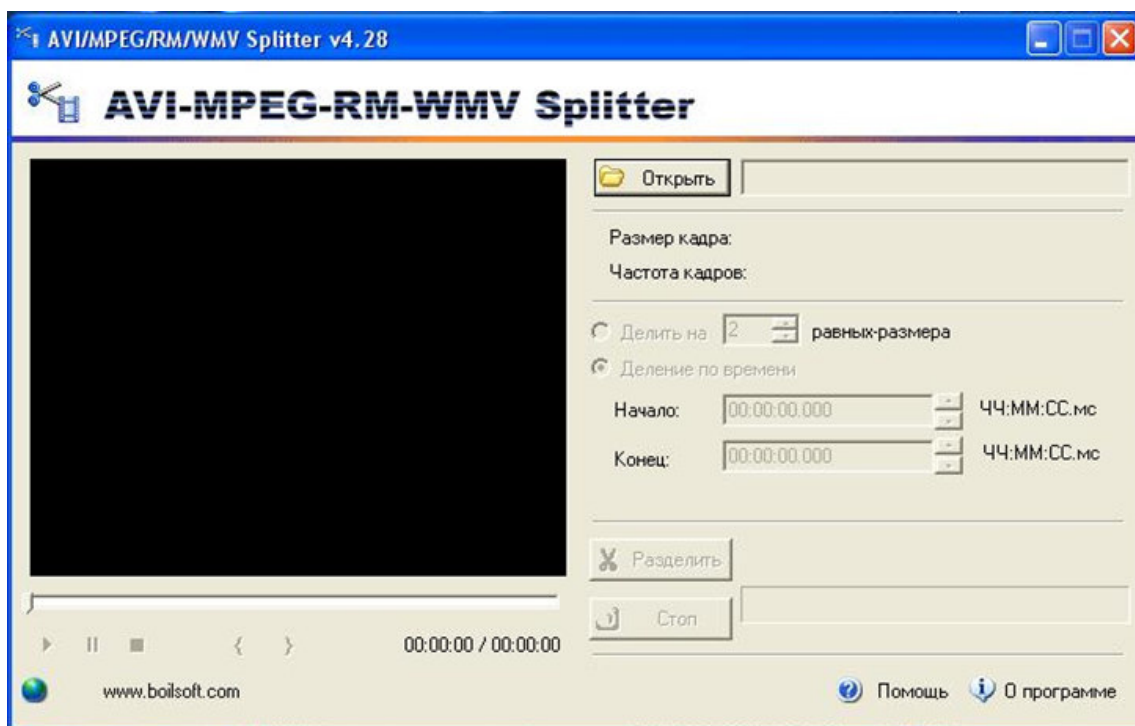 AVI/MPEG/RM/WMV Splitter v4.28
AVI-MPEG-RM-WMV Splitter
Открыть
Размер кадра:
Частота кадров:
Делить на 2 равных-размера
Деление по времени
Начало: 00:00:00.000 ЧЧ:ММ:СС.мс
Конец: 00:00:00.000 ЧЧ:ММ:СС.мс
Разделить
Стоп
{ } 00:00:00 / 00:00:00
www.boilsoft.com
Помощь
О программе